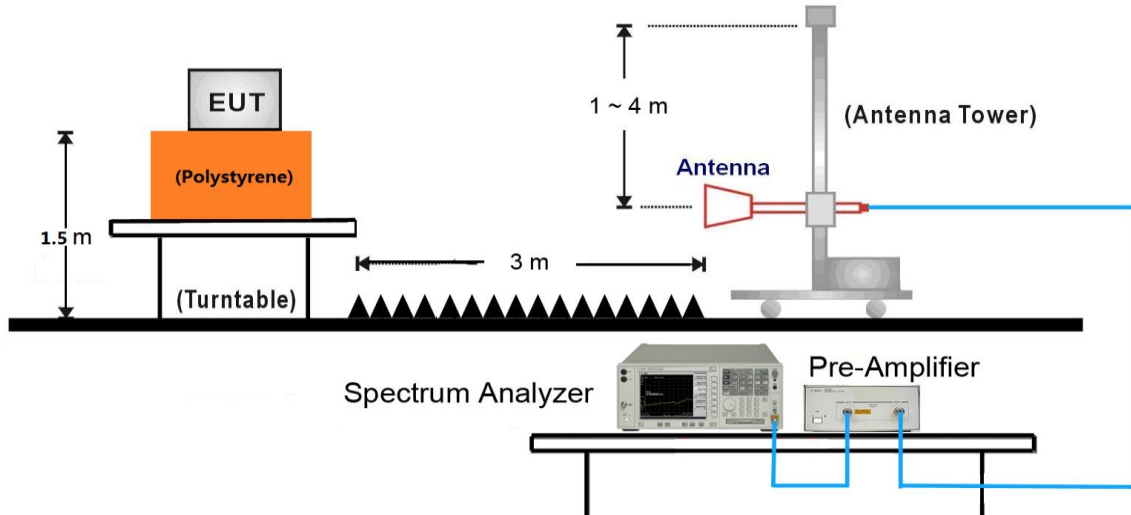 EUT
1 ~ 4 m
(Antenna Tower)
(Polystyrene)
Antenna
1.5 m
3 m
(Turntable)
Spectrum Analyzer
Pre-Amplifier